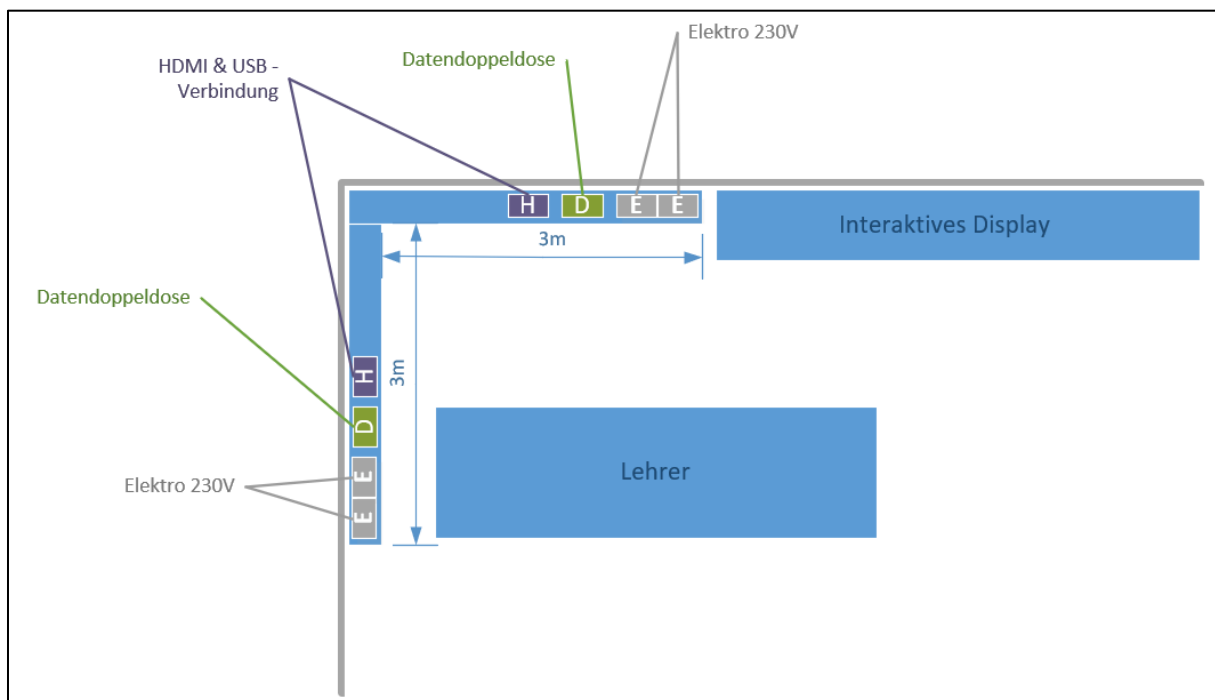 Elektro 230V
HDMI & USB -
Verbindung
Datendoppeldose
H
D
E
E
Interaktives Display
3m
Datendoppeldose
H
3m
D
Lehrer
Elektro 230V
E
E